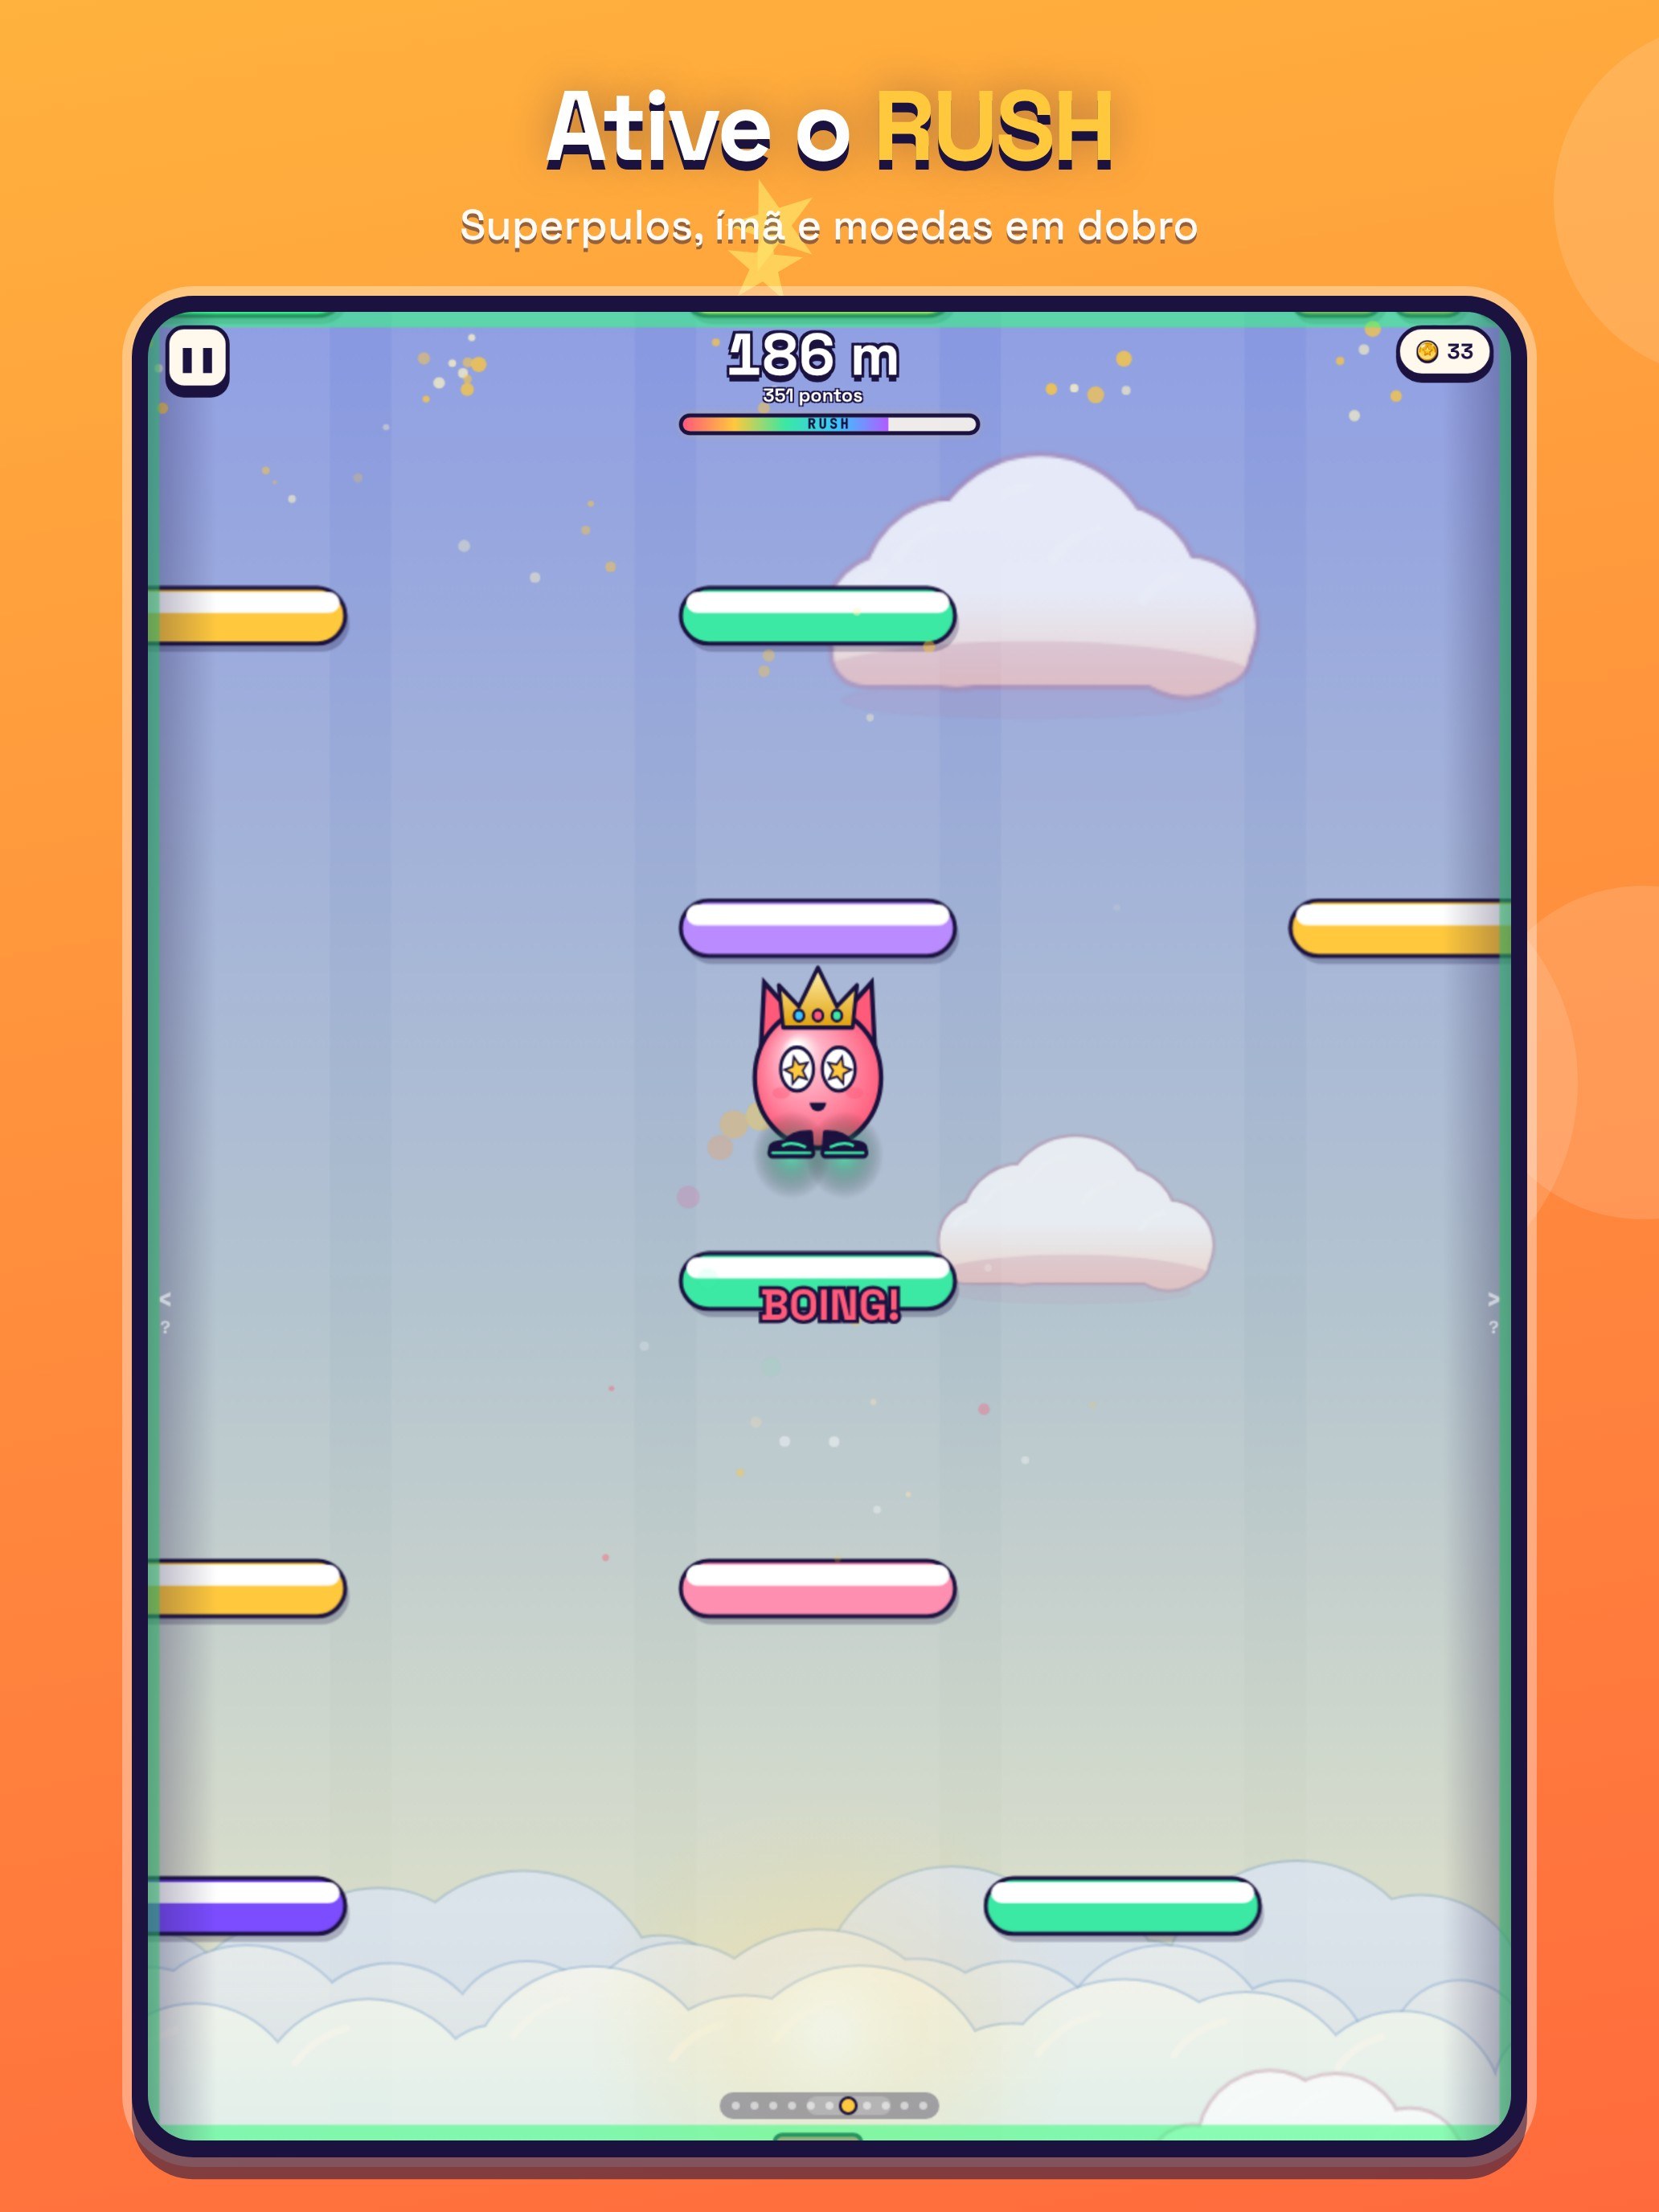 Ative o RUSH
Superpulos, ímã e moedas em dobro
186 m
33
351 pontos
RUSH
< >
? ?
BOING!